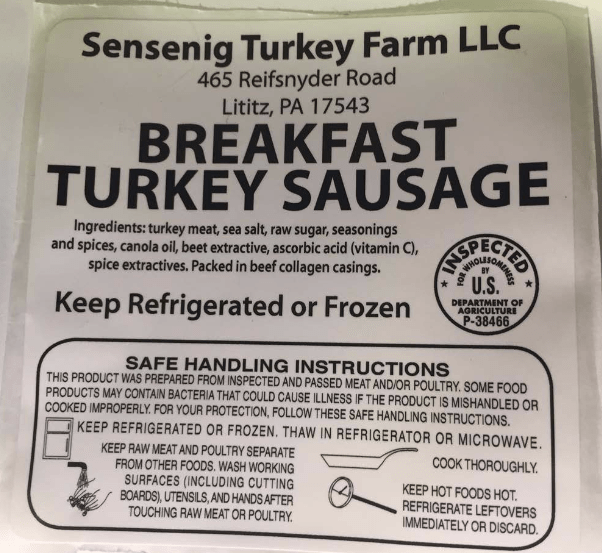 Sensenig Turkey Farm LLC
465 Reifsnyder Road
Lititz, PA 17543
BREAKFAST
TURKEY SAUSAGE
Ingredients: turkey meat, sea salt, raw sugar, seasonings
and spices, canola oil, beet extractive, ascorbic acid (vitamin C),
spice extractives. Packed in beef collagen casings.
Keep Refrigerated or Frozen
INSPECTED
FOR WHOLESOMENESS
BY
U.S.
DEPARTMENT OF
AGRICULTURE
P-38466
SAFE HANDLING INSTRUCTIONS
THIS PRODUCT WAS PREPARED FROM INSPECTED AND PASSED MEAT AND/OR POULTRY. SOME FOOD
PRODUCTS MAY CONTAIN BACTERIA THAT COULD CAUSE ILLNESS IF THE PRODUCT IS MISHANDLED OR
COOKED IMPROPERLY. FOR YOUR PROTECTION, FOLLOW THESE SAFE HANDLING INSTRUCTIONS.
KEEP REFRIGERATED OR FROZEN. THAW IN REFRIGERATOR OR MICROWAVE.
KEEP RAW MEAT AND POULTRY SEPARATE
FROM OTHER FOODS. WASH WORKING
SURFACES (INCLUDING CUTTING
BOARDS), UTENSILS, AND HANDS AFTER
TOUCHING RAW MEAT OR POULTRY.
COOK THOROUGHLY.
KEEP HOT FOODS HOT.
REFRIGERATE LEFTOVERS
IMMEDIATELY OR DISCARD.